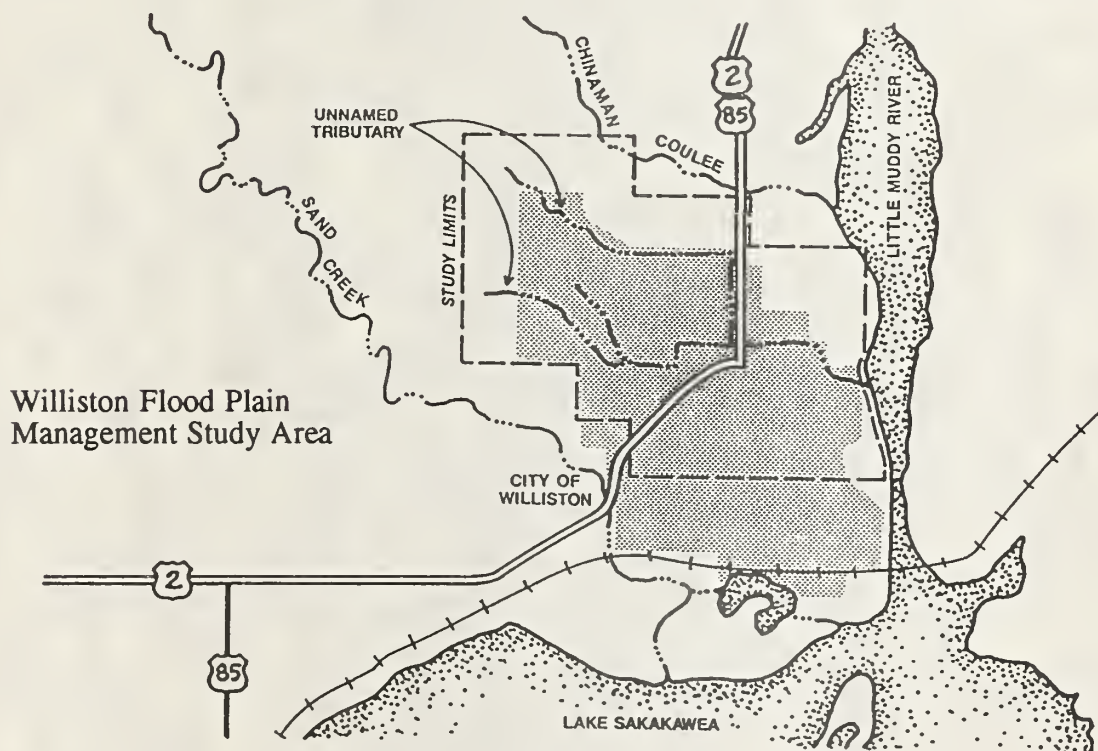 2
85
CHINAMAN
COULEE
UNNAMED
TRIBUTARY
LITTLE MUDDY RIVER
SAND
CREEK
STUDY LIMITS
Williston Flood Plain
Management Study Area
CITY OF
WILLISTON
2
85
LAKE SAKAKAWEA